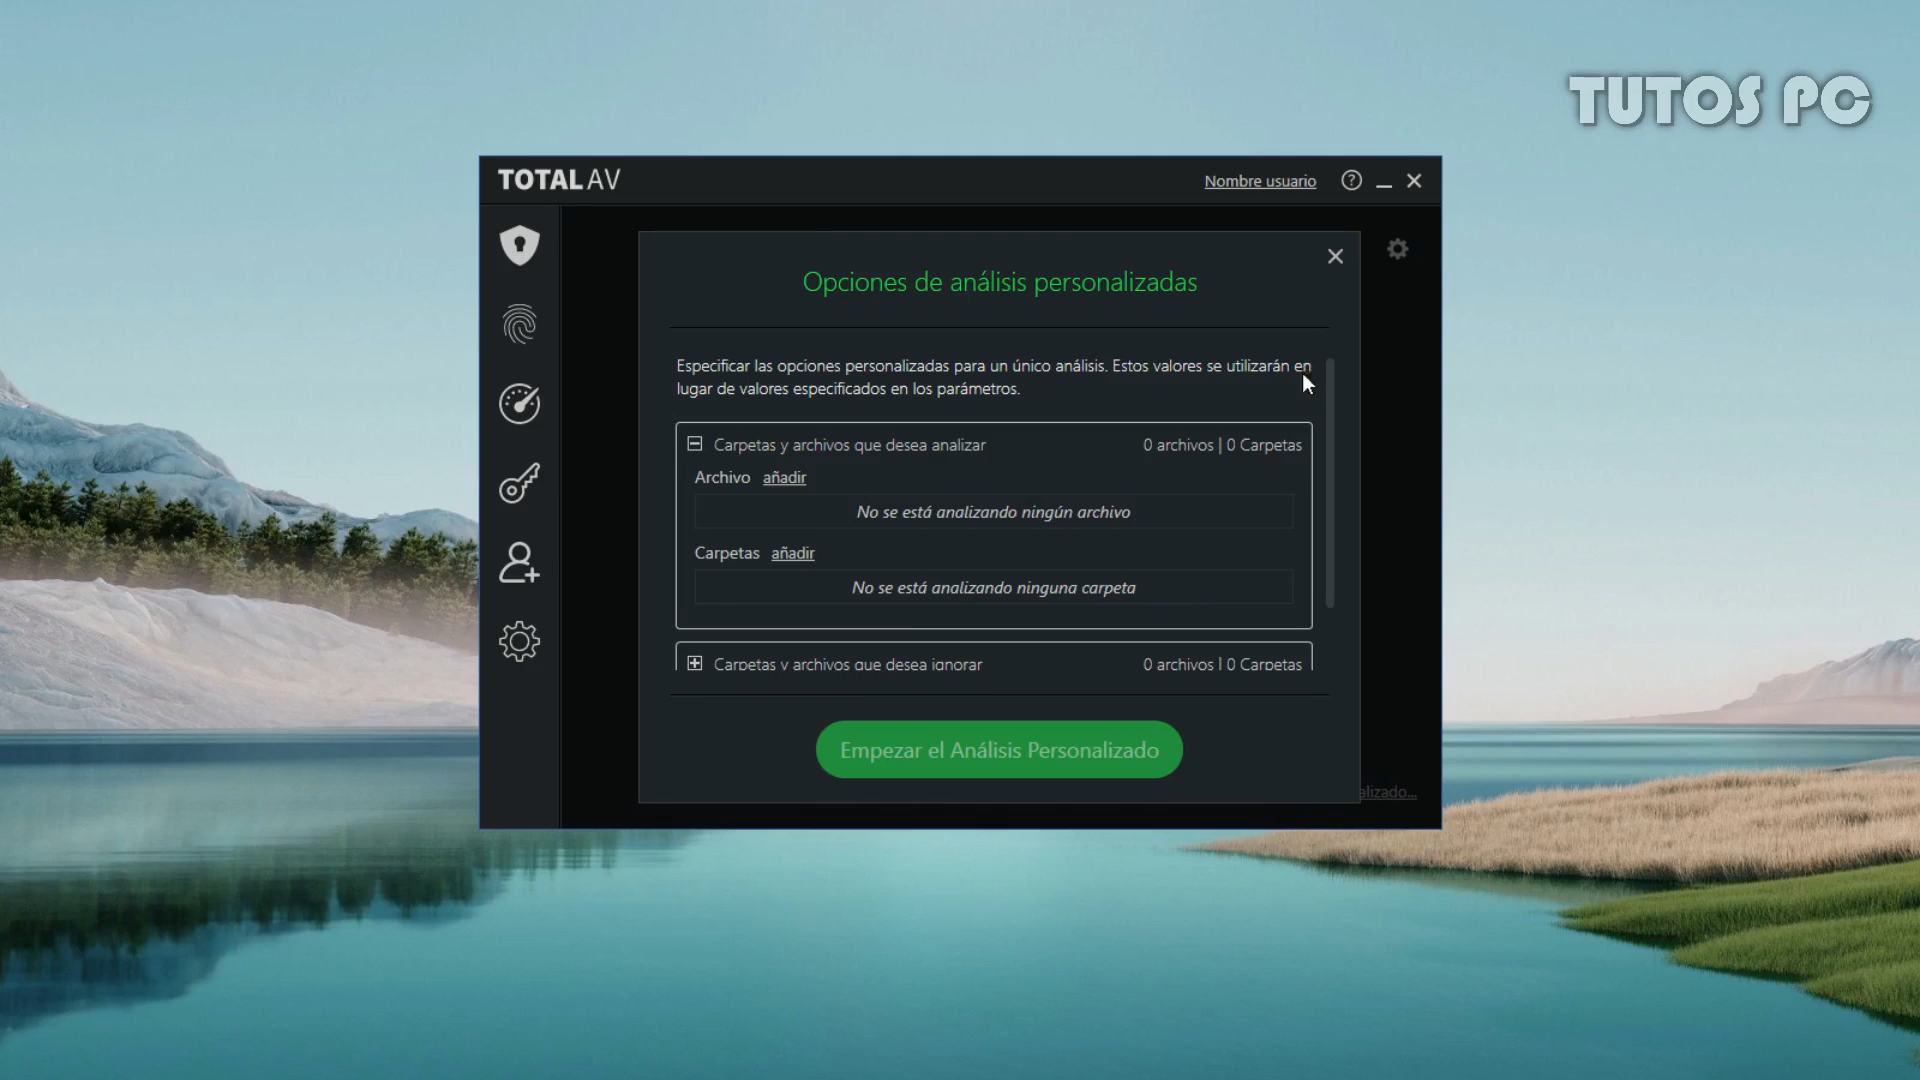 TUTOS PC
TOTAL AV
Nombre usuario
Opciones de análisis personalizadas
Especificar las opciones personalizadas para un único análisis. Estos valores se utilizarán en
lugar de valores especificados en los parámetros.
Carpetas y archivos que desea analizar 0 archivos | 0 Carpetas
Archivo añadir
No se está analizando ningún archivo
Carpetas añadir
No se está analizando ninguna carpeta
Carpetas y archivos que desea ignorar 0 archivos | 0 Carpetas
Empezar el Análisis Personalizado
alizado...